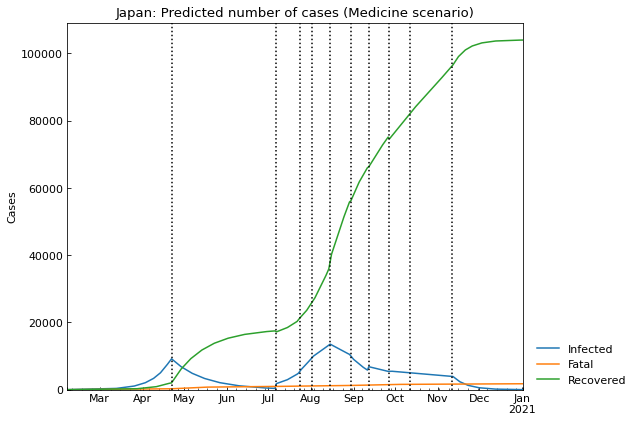 Japan: Predicted number of cases (Medicine scenario)
Cases
100000
80000
60000
40000
20000
0
Mar Apr May Jun Jul Aug Sep Oct Nov Dec Jan
2021
Infected
Fatal
Recovered